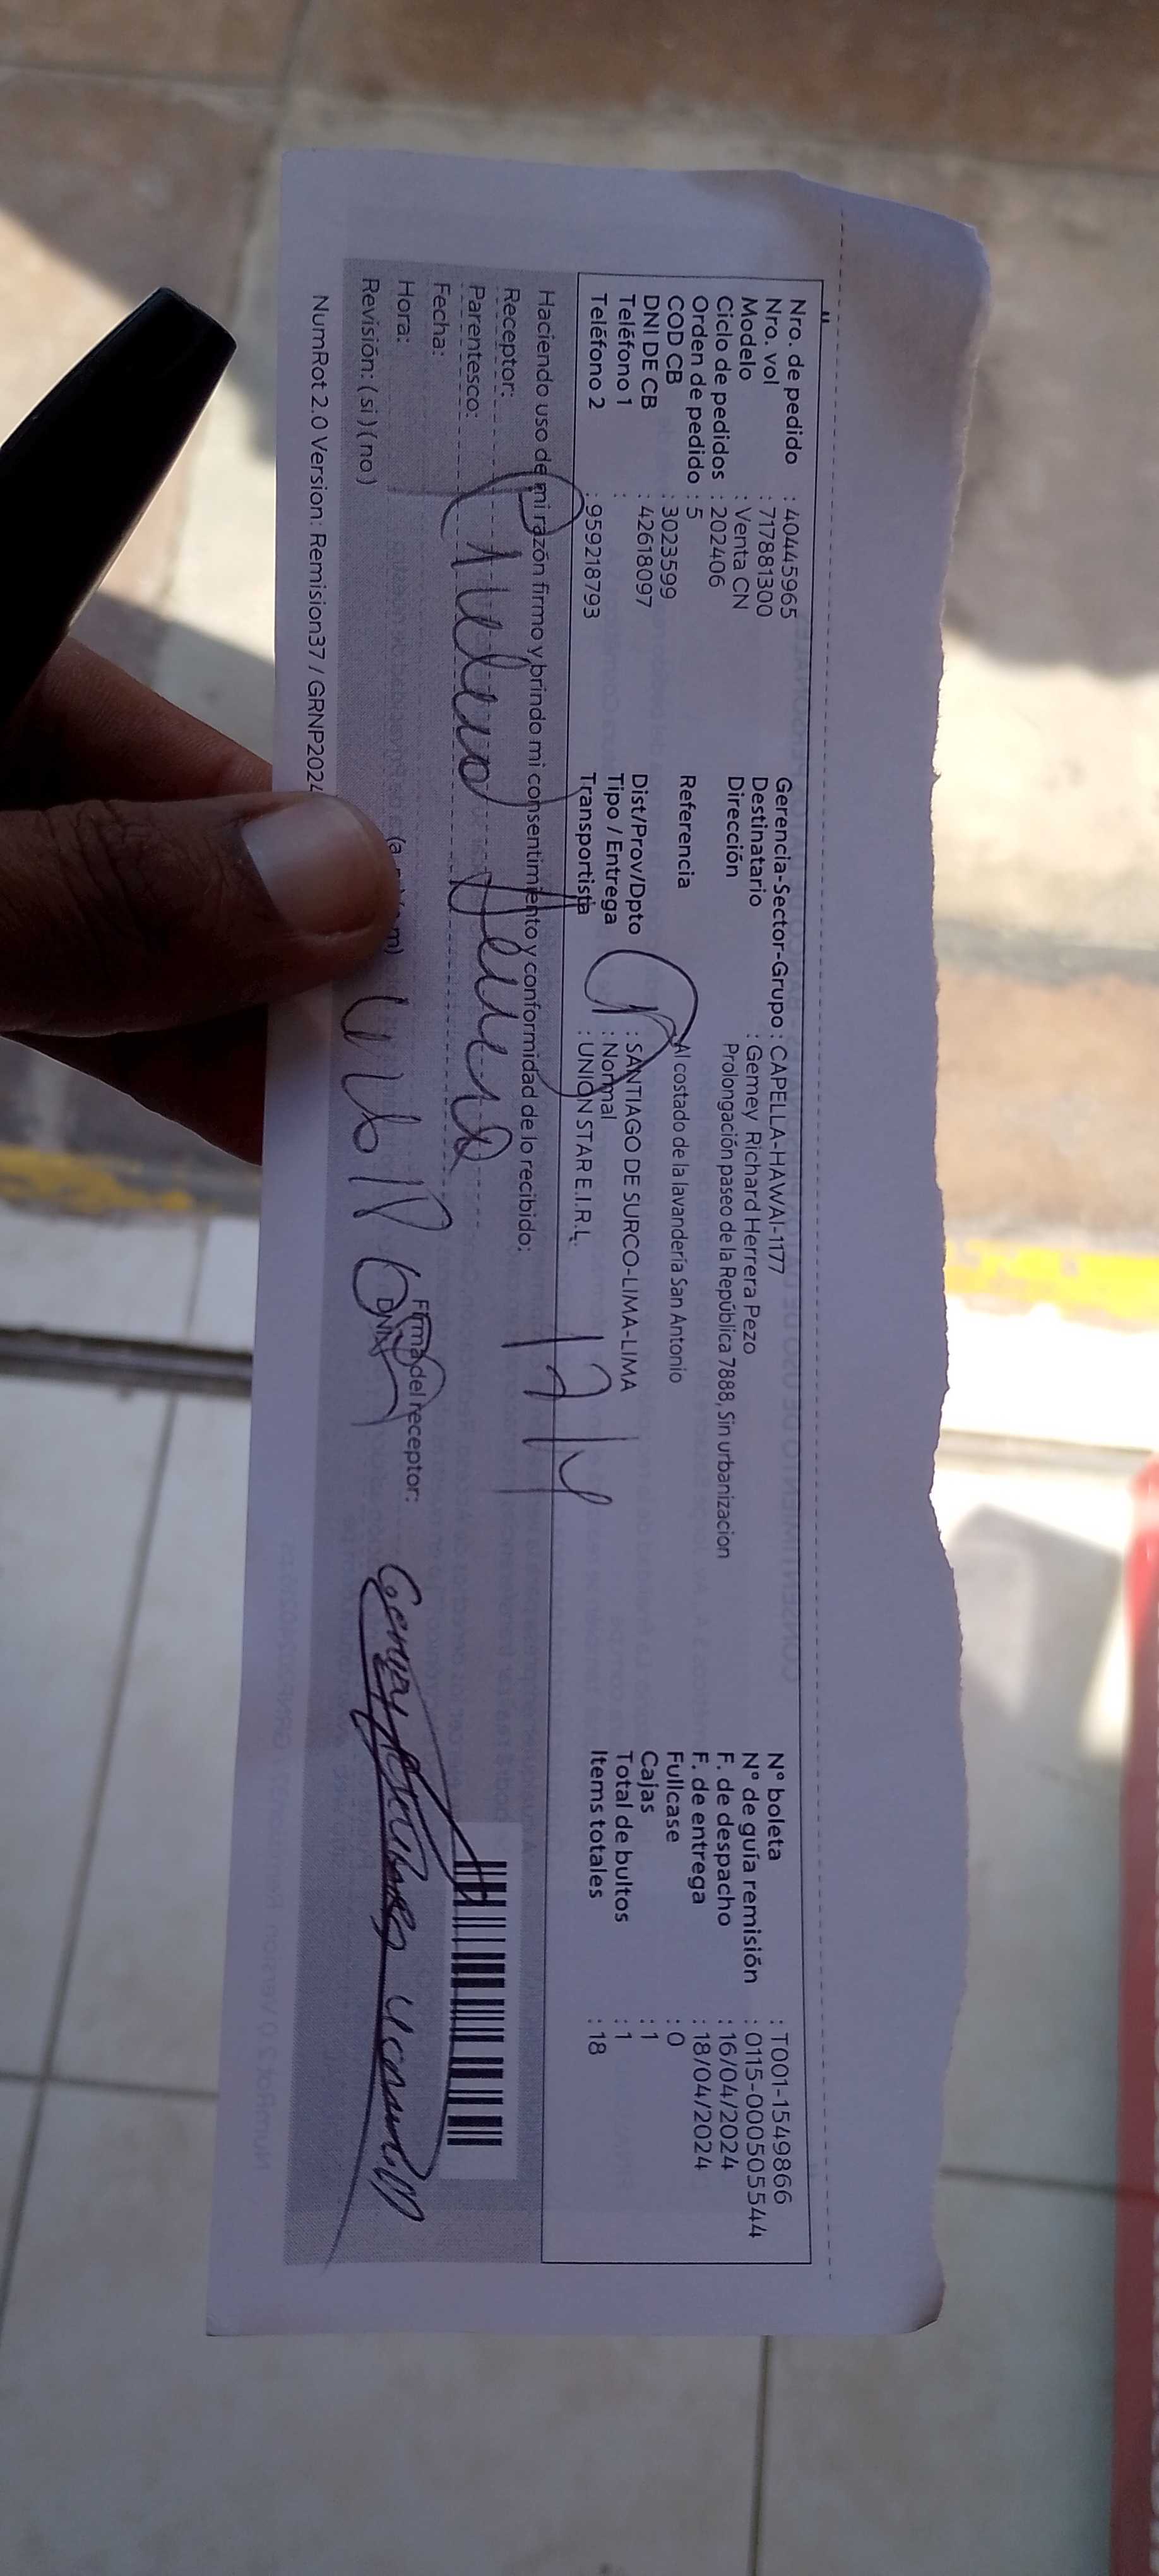 Nro. de pedido : 40445965
Nro. vol : 717881300
Modelo : Venta CN
Ciclo de pedidos : 202406
Orden de pedido : 5
COD CB : 3023599
DNI DE CB : 42618097
Teléfono 1 :
Teléfono 2 : 959218793
Gerencia-Sector-Grupo : CAPELLA-HAWAI-1177
Destinatario : Gemey Richard Herrera Pezo
Dirección Prolongación paseo de la República 7888, Sin urbanizacion
Referencia Al costado de la lavandería San Antonio
Dist/Prov/Dpto : SANTIAGO DE SURCO-LIMA-LIMA
Tipo / Entrega : Normal
Transportista : UNION STAR E.I.R.L.
N° boleta : T001-1549866
N° de guía remisión : 0115-000505544
F. de despacho : 16/04/2024
F. de entrega : 18/04/2024
Fullcase : 0
Cajas : 1
Total de bultos : 1
Items totales : 18
Haciendo uso de mi razón firmo y brindo mi consentimiento y conformidad de lo recibido:
Receptor:
Parentesco:
Fecha:
Hora:
Revisión: ( si ) ( no )
Firma del receptor:
DNI:
NumRot 2.0 Version: Remision37 / GRNP2024